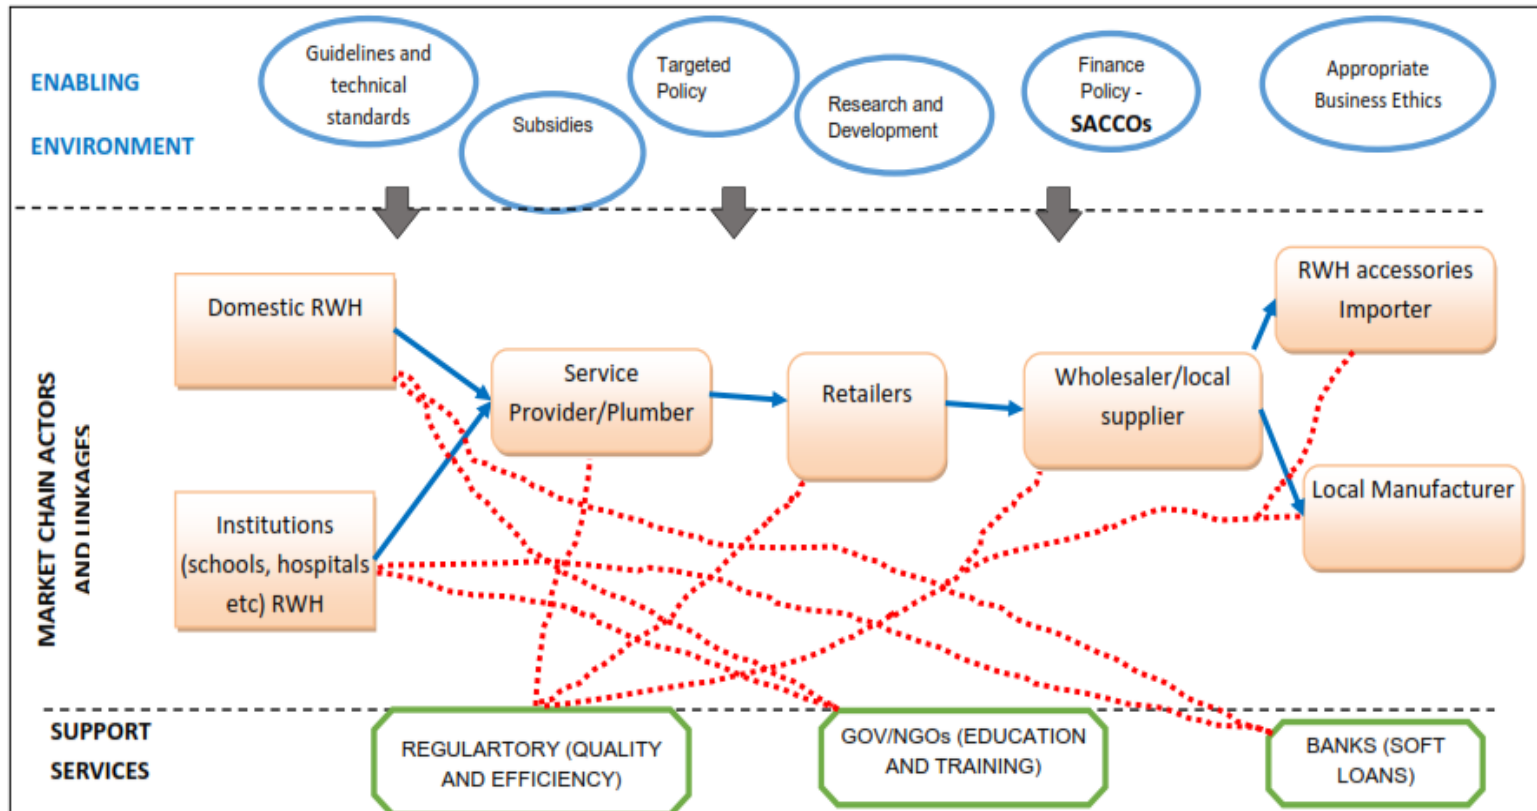 ENABLING
ENVIRONMENT
Guidelines and
technical
standards
Subsidies
Targeted
Policy
Research and
Development
Finance
Policy -
SACCOs
Appropriate
Business Ethics
MARKET CHAIN ACTORS
AND LINKAGES
Domestic RWH
Institutions
(schools, hospitals
etc) RWH
Service
Provider/Plumber
Retailers
Wholesaler/local
supplier
RWH accessories
Importer
Local Manufacturer
SUPPORT
SERVICES
REGULARTORY (QUALITY
AND EFFICIENCY)
GOV/NGOs (EDUCATION
AND TRAINING)
BANKS (SOFT
LOANS)